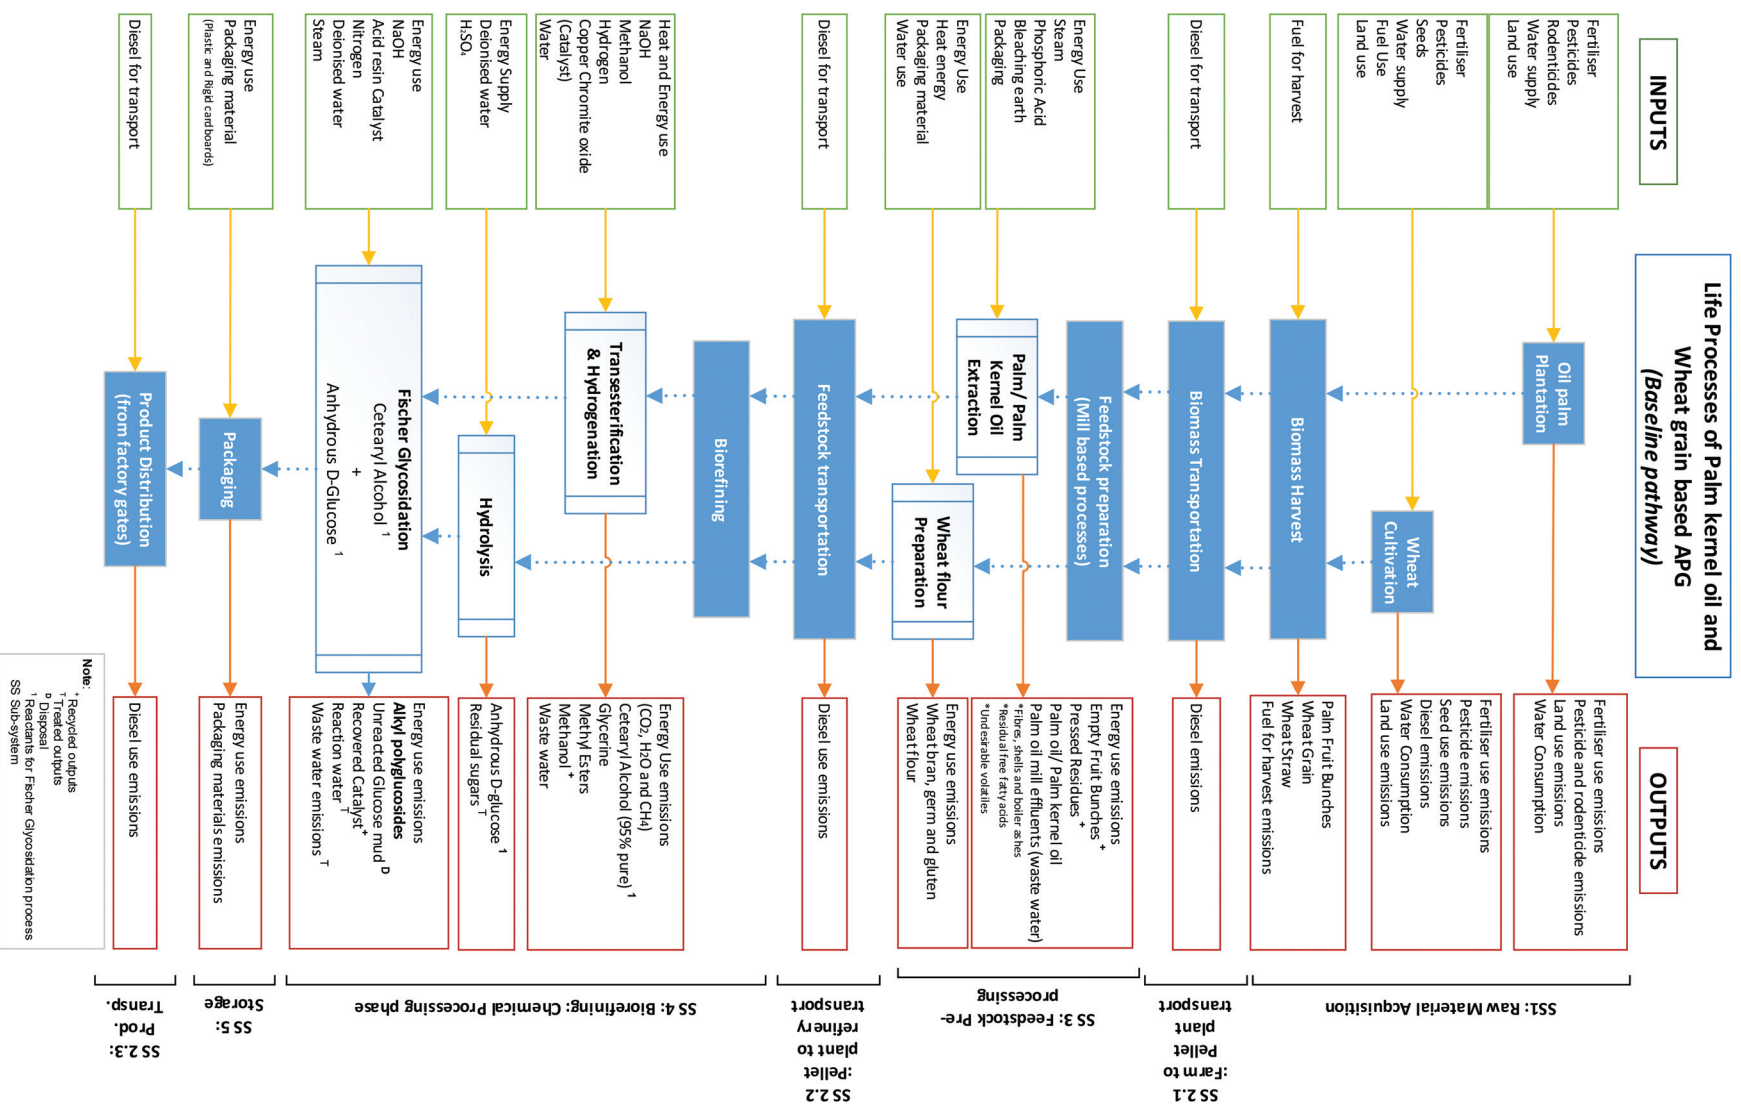 Life Processes of Palm kernel oil and
Wheat grain based APG
(Baseline pathway)
INPUTS
OUTPUTS
Fertiliser
Pesticides
Rodenticides
Water supply
Land use
Oil palm
Plantation
Fertiliser use emissions
Pesticide and rodenticide emissions
Land use emissions
Water Consumption
Fertiliser
Pesticides
Seeds
Water supply
Fuel Use
Land use
Wheat
Cultivation
Fertiliser use emissions
Pesticide emissions
Seed use emissions
Diesel emissions
Water Consumption
Land use emissions
Fuel for harvest
Biomass Harvest
Palm Fruit Bunches
Wheat Grain
Wheat Straw
Fuel for harvest emissions
SS1: Raw Material Acquisition
Diesel for transport
Biomass Transportation
Diesel emissions
SS 2.1
: Farm to
Pellet
plant
transport
Feedstock preparation
(Mill based processes)
Energy Use
Steam
Phosphoric Acid
Bleaching earth
Packaging
Palm/ Palm
Kernel Oil
Extraction
Energy use emissions
Empty Fruit Bunches +
Pressed Residues +
Palm oil/ Palm kernel oil
Palm oil mill effluents (waste water)
*Fibres, shells and boiler ashes
*Residual free fatty acids
*Undesirable volatiles
Energy Use
Heat energy
Packaging material
Water use
Wheat flour
Preparation
Energy use emissions
Wheat bran, germ and gluten
Wheat flour
SS 3: Feedstock Pre-
processing
Diesel for transport
Feedstock transportation
Diesel use emissions
SS 2.2
:Pellet
plant to
refinery
transport
Biorefining
Heat and Energy use
NaOH
Methanol
Hydrogen
Copper Chromite oxide
(Catalyst)
Water
Transesterification
& Hydrogenation
Energy Use emissions
(CO₂, H₂O and CH₄)
Cetearyl Alcohol (95% pure) 1
Glycerine
Methyl Esters
Methanol +
Waste water
Energy Supply
Deionised water
H₂SO₄
Hydrolysis
Anhydrous D-glucose 1
Residual sugars T
Energy use
NaOH
Acid resin Catalyst
Nitrogen
Deionised water
Steam
Fischer Glycosidation
Cetearyl Alcohol 1
+
Anhydrous D-Glucose 1
Energy use emissions
Alkyl polyglucosides
Unreacted Glucose mud D
Recovered Catalyst +
Reaction water T
Waste water emissions T
SS 4: Biorefining: Chemical Processing phase
Energy use
Packaging material
(Plastic and Rigid cardboards)
Packaging
Energy use emissions
Packaging materials emissions
SS 5:
Storage
Diesel for transport
Product Distribution
(from factory gates)
Diesel use emissions
SS 2.3:
Prod.
Transp.
Note:
+ Recycled outputs
T Treated outputs
D Disposal
1 Reactants for Fischer Glycosidation process
SS Sub-system